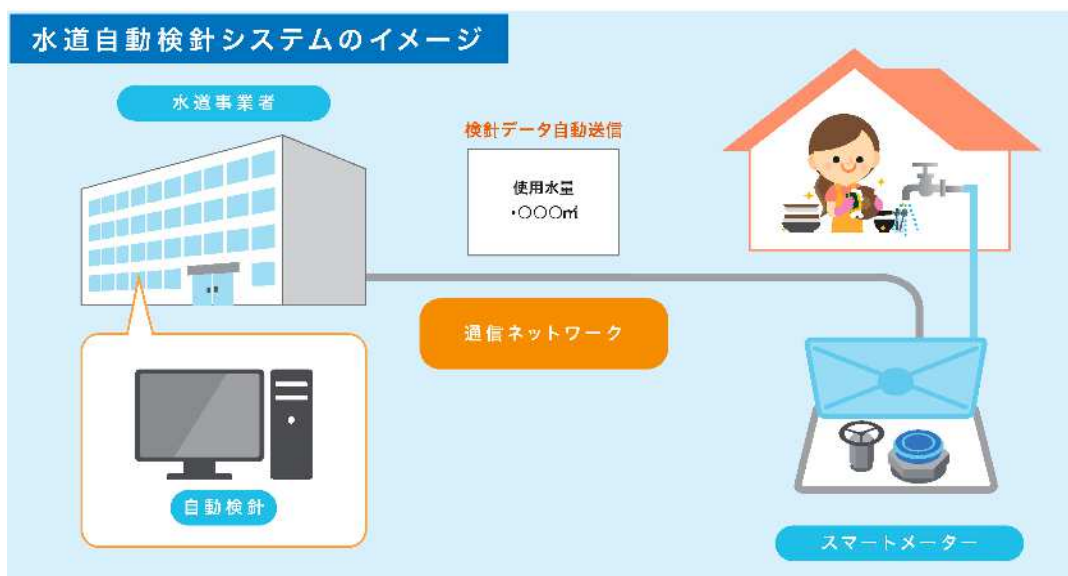 水道自動検針システムのイメージ
水道事業者
検針データ自動送信
使用水量
・〇〇〇㎥
通信ネットワーク
自動検針
スマートメーター